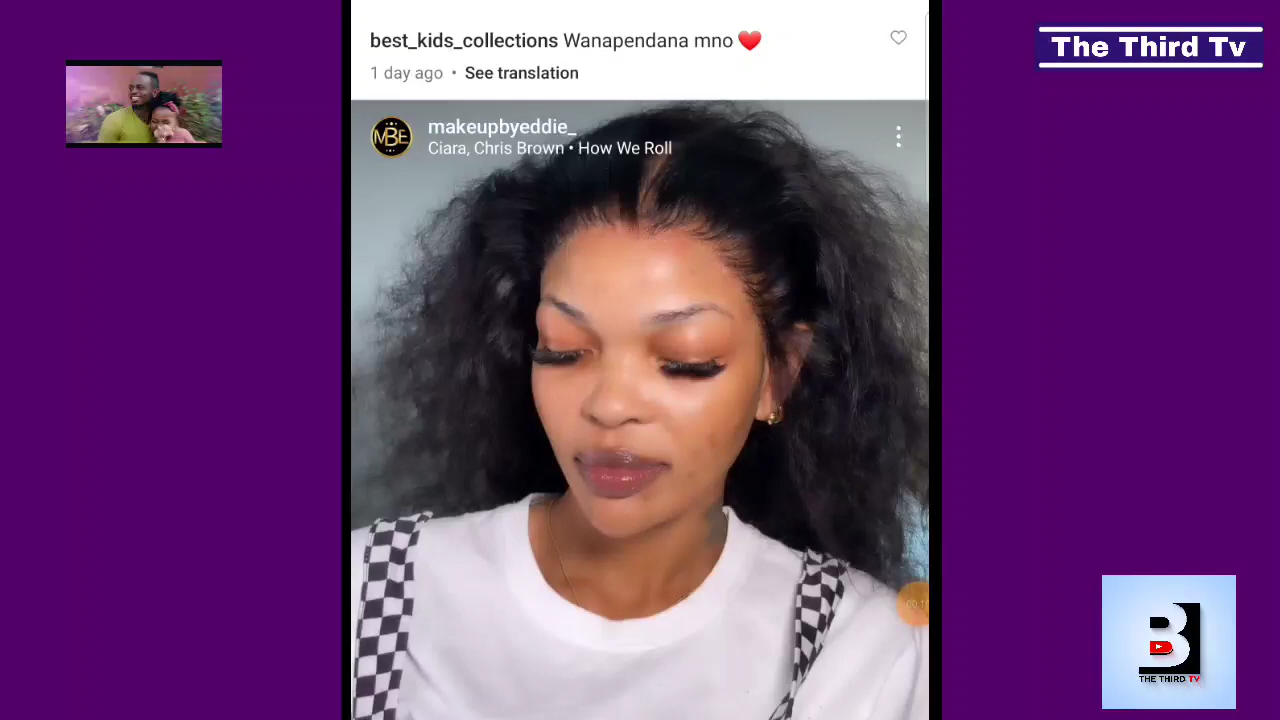 best_kids_collections Wanapendana mno ❤️
1 day ago • See translation
The Third Tv
MBE
makeupbyeddie_
Ciara, Chris Brown • How We Roll
B
THE THIRD TV